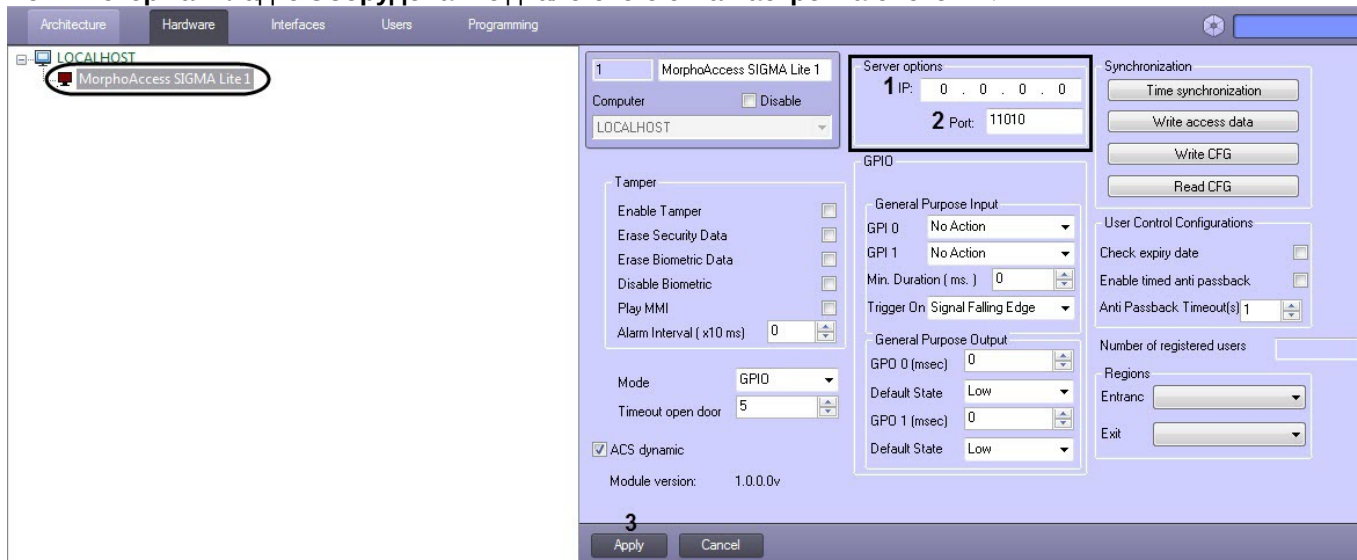 Architecture Hardware Interfaces Users Programming
LOCALHOST
MorphoAccess SIGMA Lite 1
1 MorphoAccess SIGMA Lite 1
Computer Disable
LOCALHOST
Server options
1 IP: 0 . 0 . 0 . 0
2 Port: 11010
Synchronization
Time synchronization
Write access data
Write CFG
Read CFG
Tamper
Enable Tamper
Erase Security Data
Erase Biometric Data
Disable Biometric
Play MMI
Alarm Interval ( x10 ms) 0
Mode GPIO
Timeout open door 5
ACS dynamic
Module version: 1.0.0.0v
GPIO
General Purpose Input
GPI 0 No Action
GPI 1 No Action
Min. Duration ( ms. ) 0
Trigger On Signal Falling Edge
General Purpose Output
GPO 0 (msec) 0
Default State Low
GPO 1 (msec) 0
Default State Low
User Control Configurations
Check expiry date
Enable timed anti passback
Anti Passback Timeout(s) 1
Number of registered users
Regions
Entranc
Exit
3
Apply Cancel